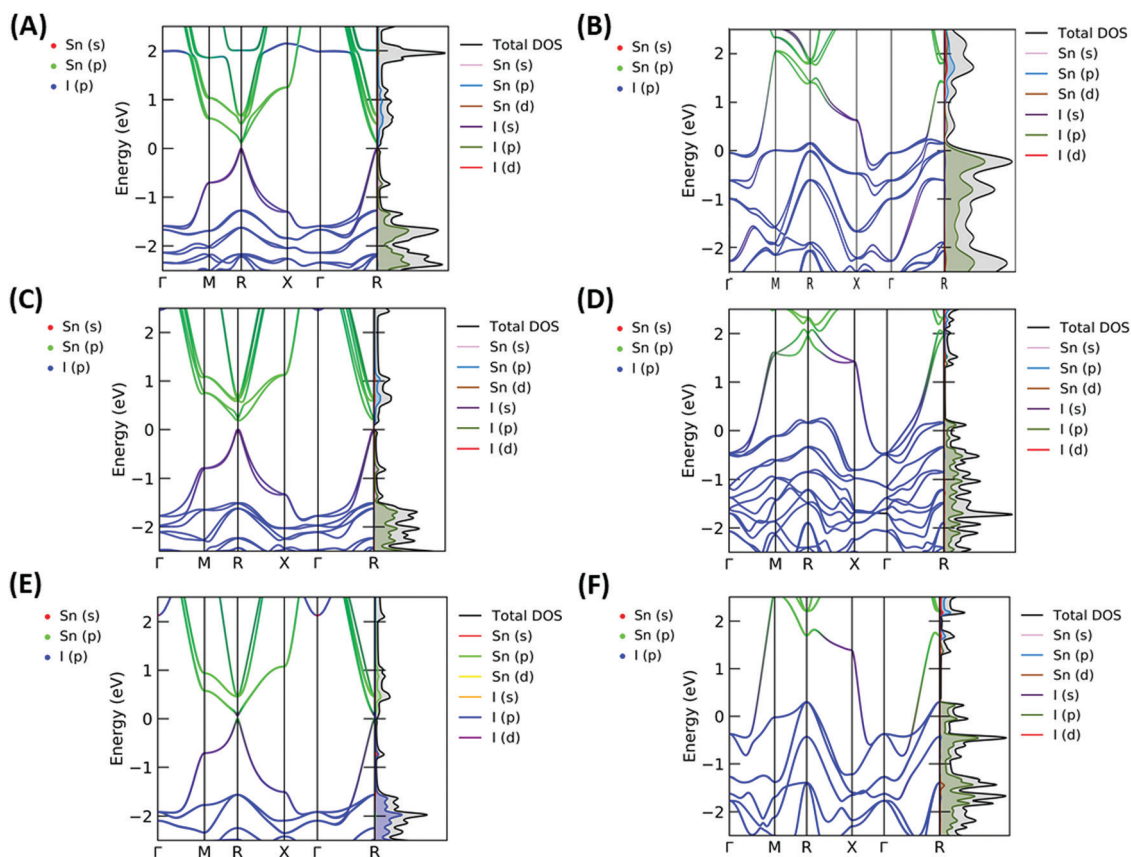 (A)
Sn (s)
Sn (p)
I (p)
Energy (eV)
2
1
0
−1
−2
Γ M R X Γ R
Total DOS
Sn (s)
Sn (p)
Sn (d)
I (s)
I (p)
I (d)
(B)
Sn (s)
Sn (p)
I (p)
Energy (eV)
2
1
0
−1
−2
Γ M R X Γ R
Total DOS
Sn (s)
Sn (p)
Sn (d)
I (s)
I (p)
I (d)
(C)
Sn (s)
Sn (p)
I (p)
Energy (eV)
2
1
0
−1
−2
Γ M R X Γ R
Total DOS
Sn (s)
Sn (p)
Sn (d)
I (s)
I (p)
I (d)
(D)
Sn (s)
Sn (p)
I (p)
Energy (eV)
2
1
0
−1
−2
Γ M R X Γ R
Total DOS
Sn (s)
Sn (p)
Sn (d)
I (s)
I (p)
I (d)
(E)
Sn (s)
Sn (p)
I (p)
Energy (eV)
2
1
0
−1
−2
Γ M R X Γ R
Total DOS
Sn (s)
Sn (p)
Sn (d)
I (s)
I (p)
I (d)
(F)
Sn (s)
Sn (p)
I (p)
Energy (eV)
2
1
0
−1
−2
Γ M R X Γ R
Total DOS
Sn (s)
Sn (p)
Sn (d)
I (s)
I (p)
I (d)